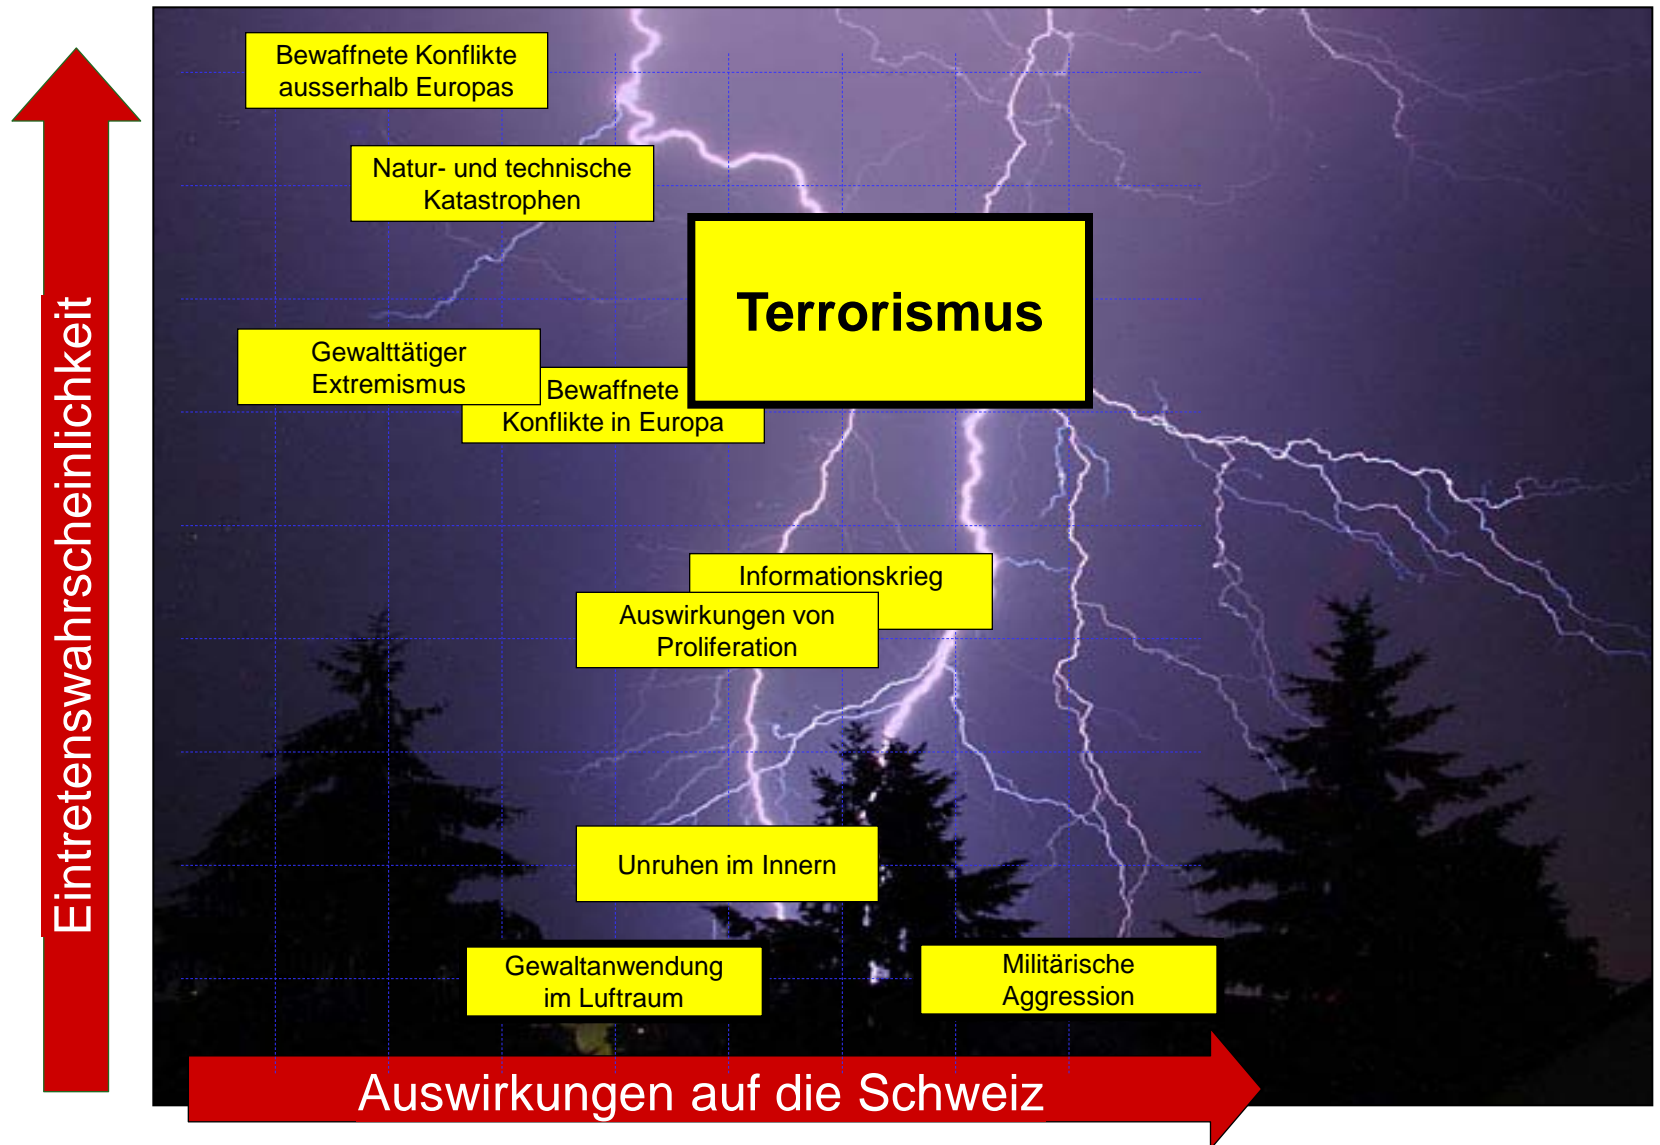 Bewaffnete Konflikte
ausserhalb Europas
Natur- und technische
Katastrophen
Terrorismus
Gewalttätiger
Extremismus
Bewaffnete
Konflikte in Europa
Informationskrieg
Auswirkungen von
Proliferation
Unruhen im Innern
Gewaltanwendung
im Luftraum
Militärische
Aggression
Eintretenswahrscheinlichkeit
Auswirkungen auf die Schweiz